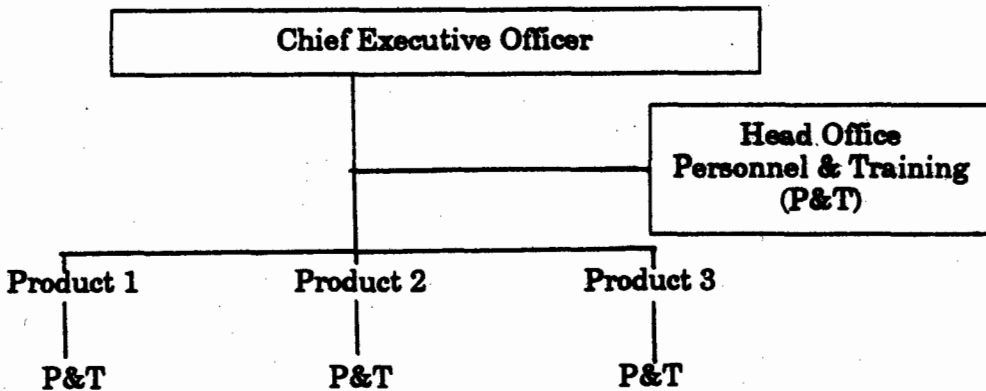 Chief Executive Officer
Head Office
Personnel & Training
(P&T)
Product 1
Product 2
Product 3
P&T
P&T
P&T